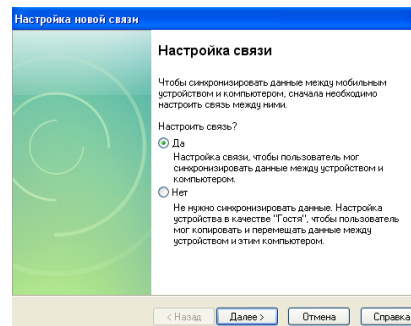 Настройка новой связи
Настройка связи
Чтобы синхронизировать данные между мобильным
устройством и компьютером, сначала необходимо
настроить связь между ними.
Настроить связь?
Да
Настройка связи, чтобы пользователь мог
синхронизировать данные между устройством и
компьютером.
Нет
Не нужно синхронизировать данные. Настройка
устройства в качестве "Гостя", чтобы пользователь
мог копировать и перемещать данные между
устройством и этим компьютером.
< Назад Далее > Отмена Справка